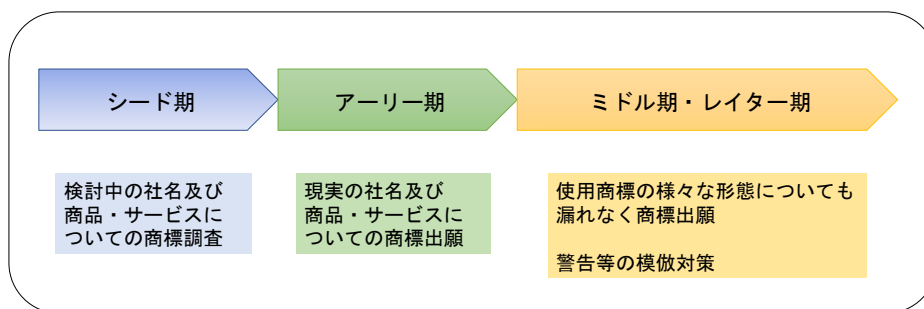 シード期
アーリー期
ミドル期・レイター期
検討中の社名及び
商品・サービスに
ついての商標調査
現実の社名及び
商品・サービスに
ついての商標出願
使用商標の様々な形態についても
漏れなく商標出願
警告等の模倣対策